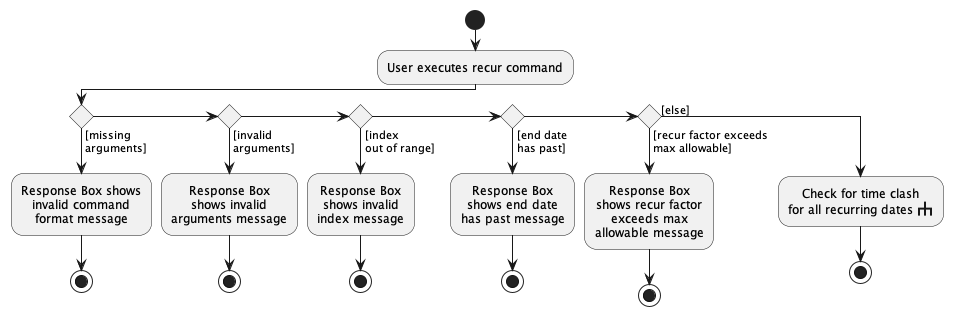 User executes recur command
[else]
[missing
arguments]
[invalid
arguments]
[index
out of range]
[end date
has past]
[recur factor exceeds
max allowable]
Response Box shows
invalid command
format message
Response Box
shows invalid
arguments message
Response Box
shows invalid
index message
Response Box
shows end date
has past message
Response Box
shows recur factor
exceeds max
allowable message
Check for time clash
for all recurring dates